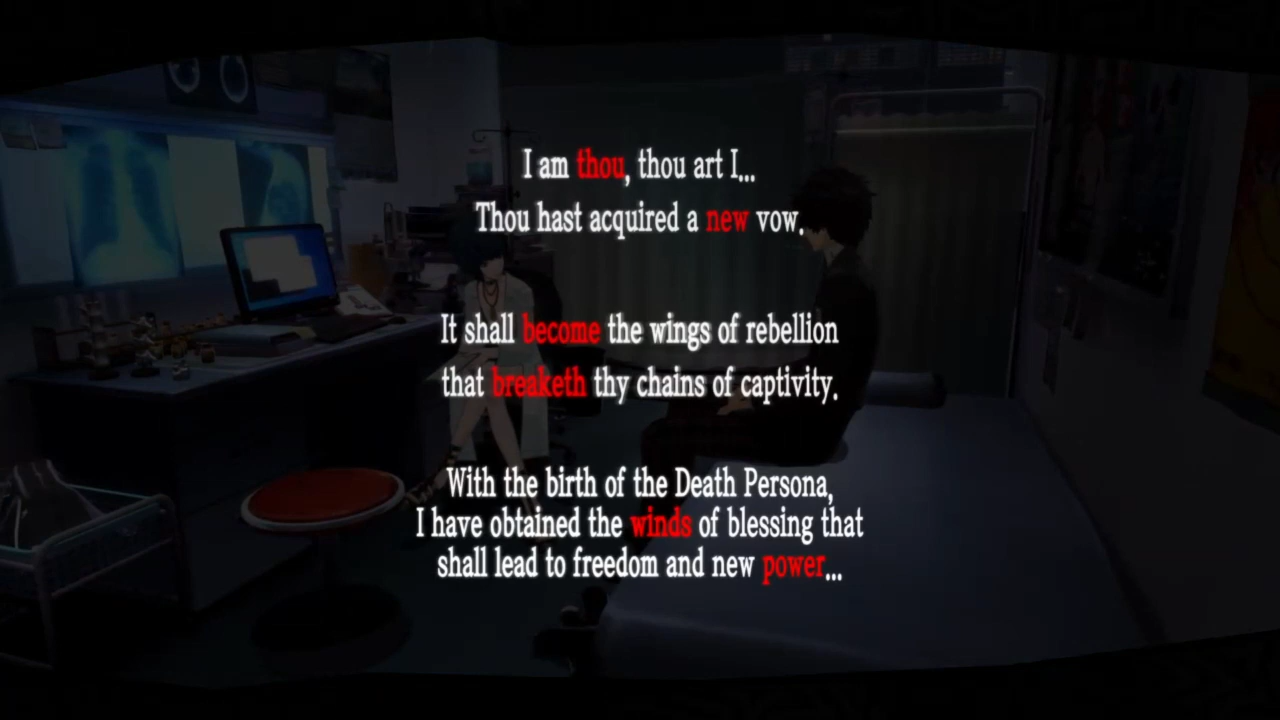 I am thou, thou art I...
Thou hast acquired a new vow.
It shall become the wings of rebellion
that breaketh thy chains of captivity.
With the birth of the Death Persona,
I have obtained the winds of blessing that
shall lead to freedom and new power...